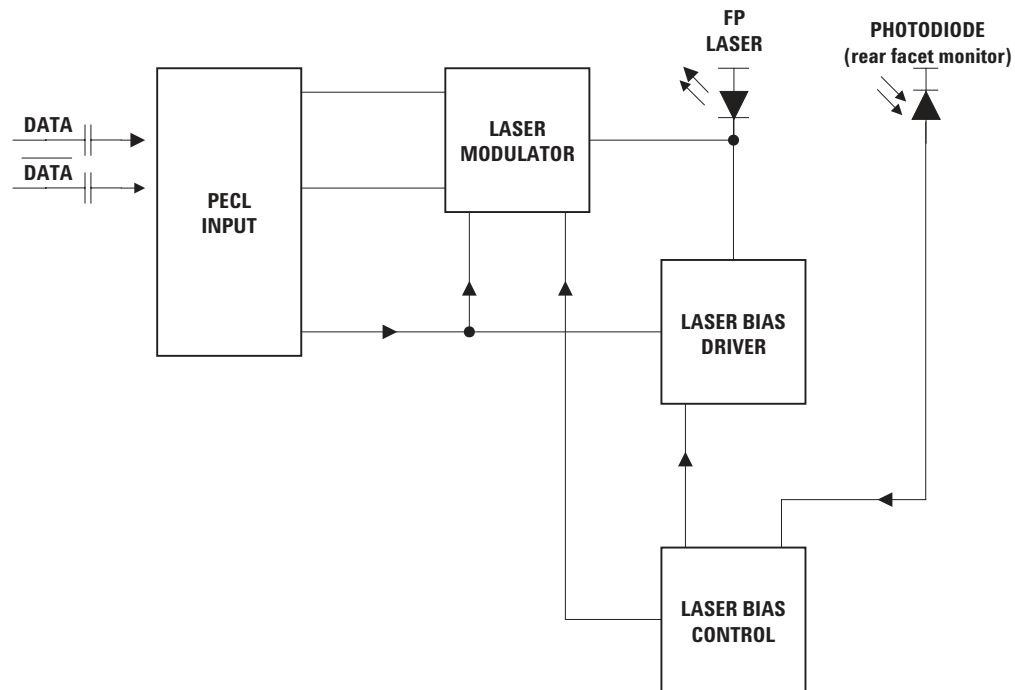 FP
LASER
PHOTODIODE
(rear facet monitor)
DATA
DATA
PECL
INPUT
LASER
MODULATOR
LASER BIAS
DRIVER
LASER BIAS
CONTROL